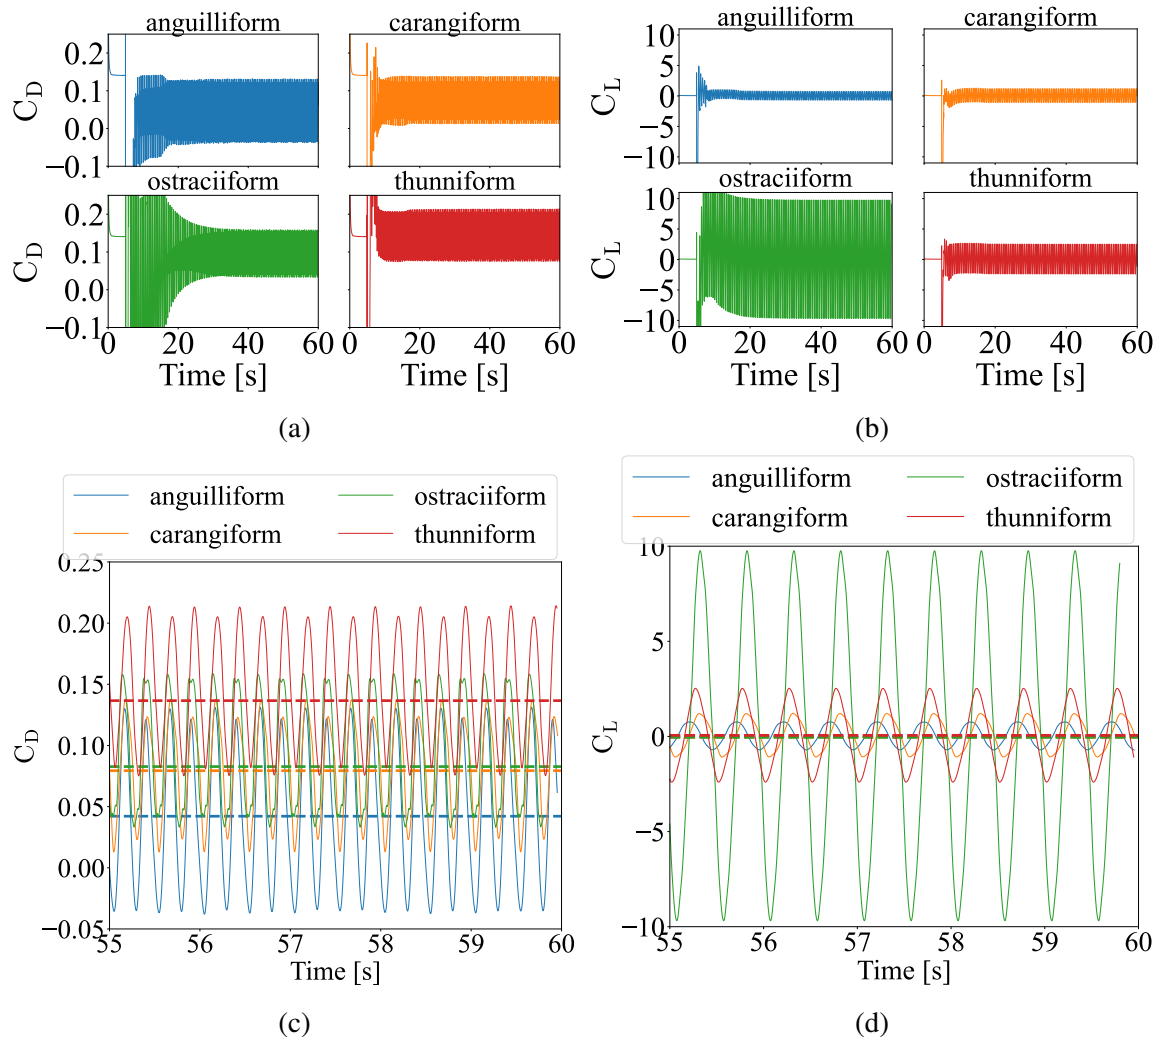 anguilliform carangiform
0.2
0.1
0.0
−0.1
C_D
ostraciiform thunniform
0.2
0.1
0.0
−0.1
C_D
0 20 40 60 0 20 40 60
Time [s] Time [s]
(a)
anguilliform carangiform
10
5
0
−5
−10
C_L
ostraciiform thunniform
10
5
0
−5
−10
C_L
0 20 40 60 0 20 40 60
Time [s] Time [s]
(b)
anguilliform ostraciiform
carangiform thunniform
0.25
0.20
0.15
0.10
0.05
0.00
−0.05
C_D
55 56 57 58 59 60
Time [s]
(c)
anguilliform ostraciiform
carangiform thunniform
10
5
0
−5
−10
C_L
55 56 57 58 59 60
Time [s]
(d)